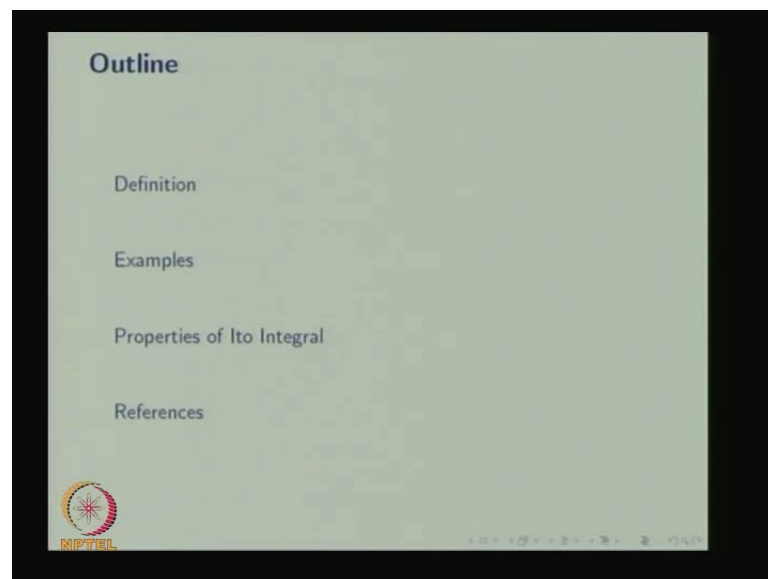 Outline
Definition
Examples
Properties of Ito Integral
References
NPTEL